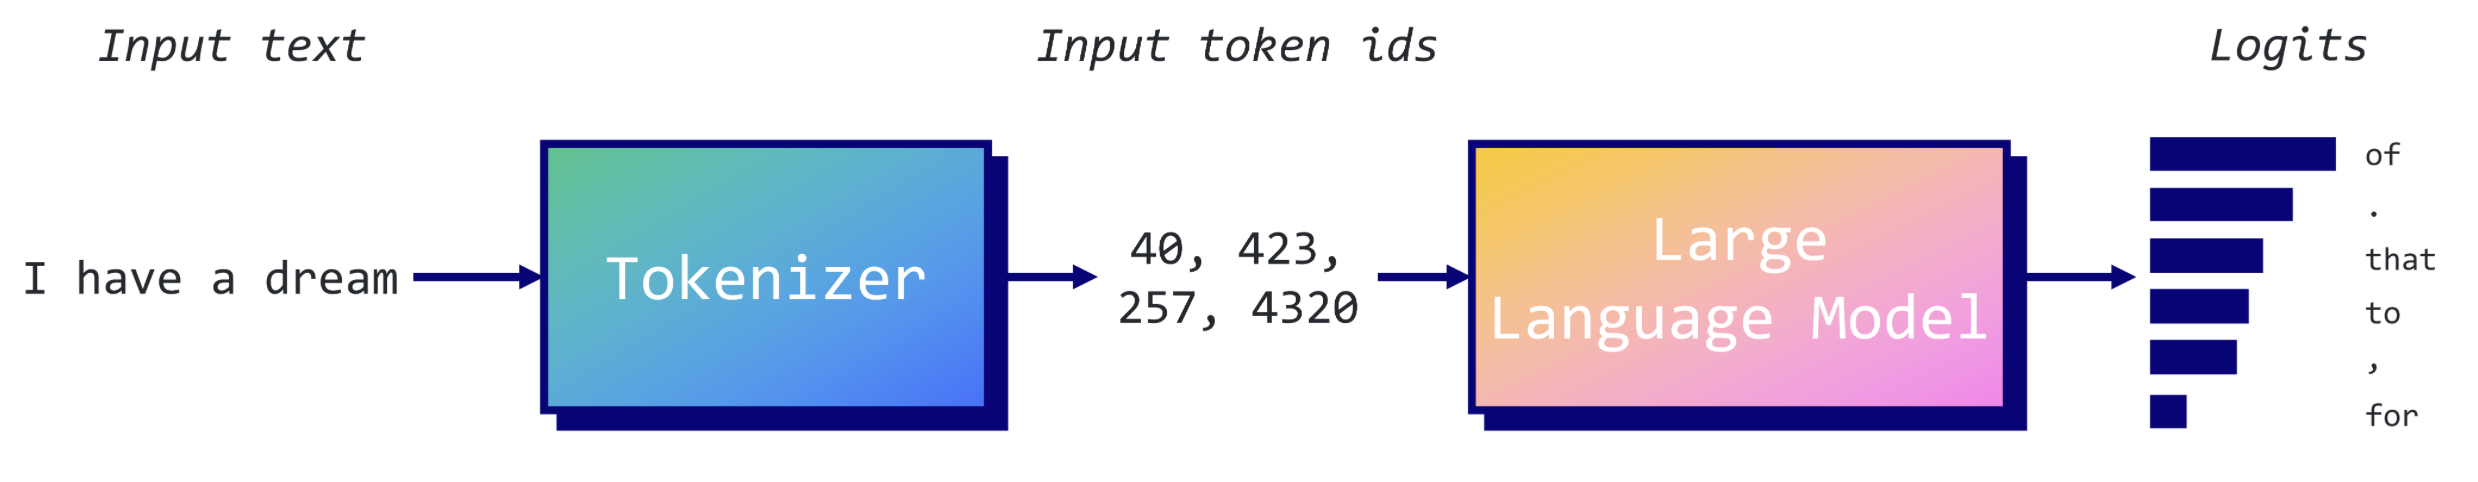 Input text
Input token ids
Logits
I have a dream
Tokenizer
40, 423,
257, 4320
Large
Language Model
of
.
that
to
,
for